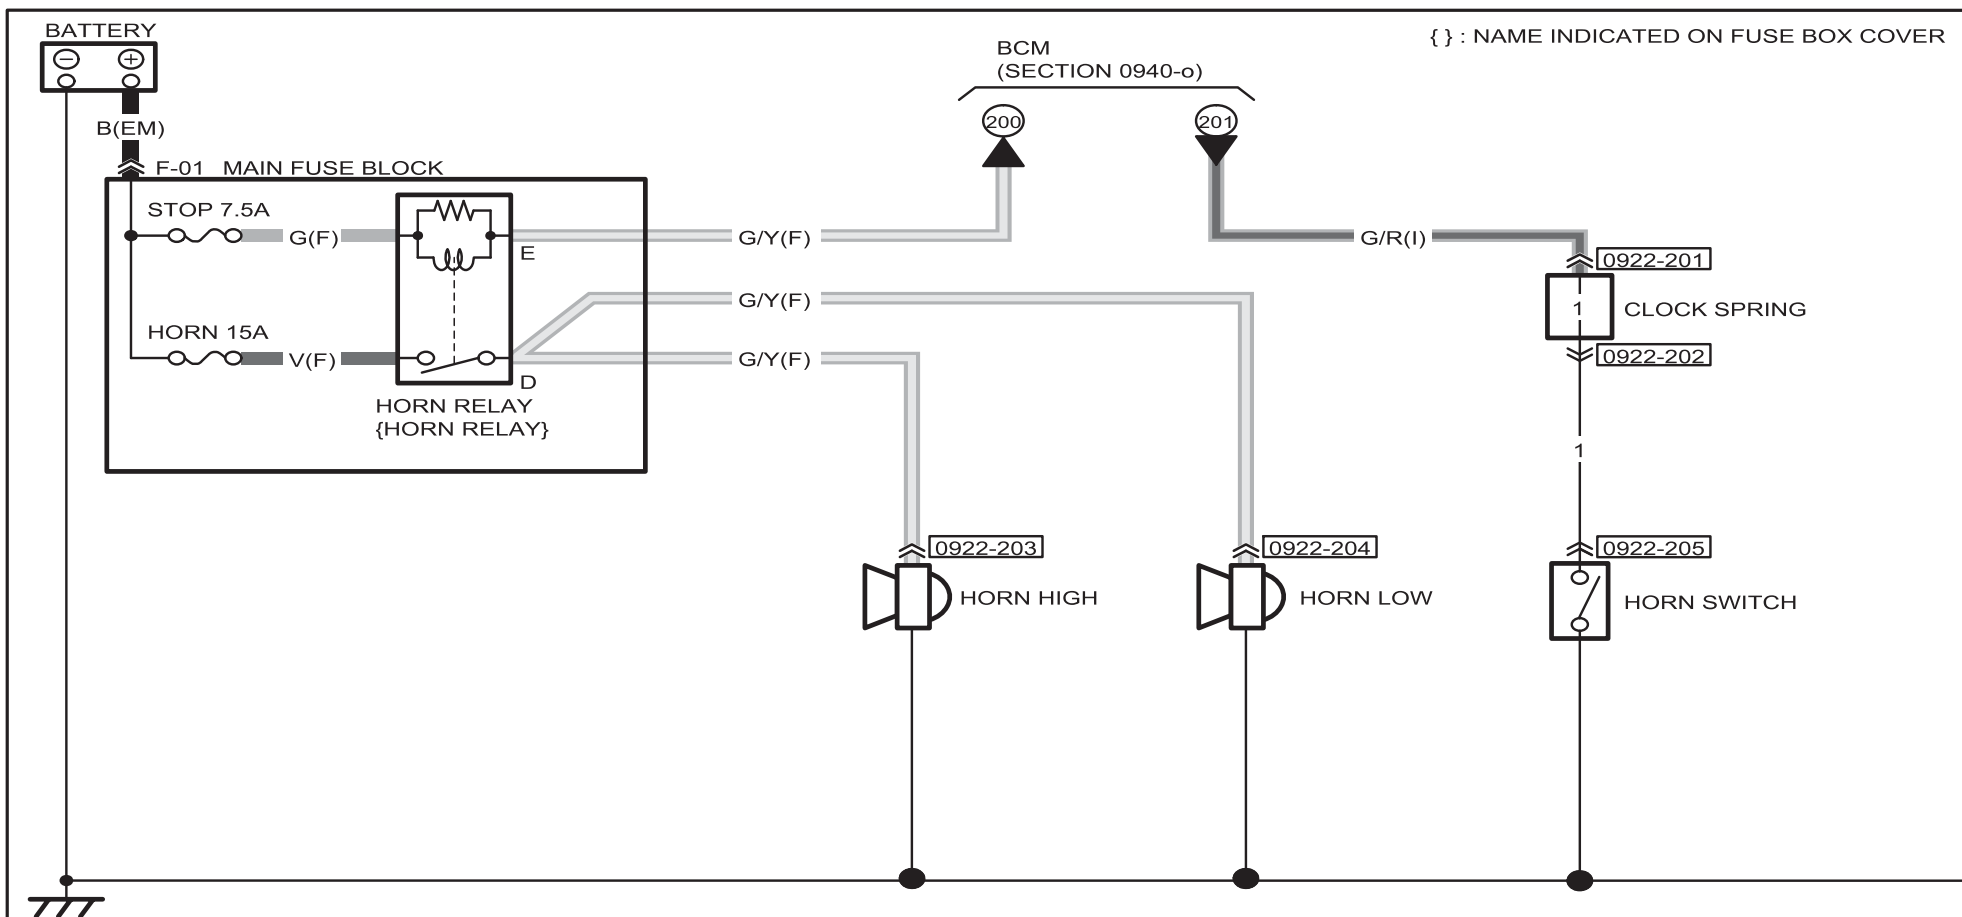 BATTERY
− +
B(EM)
F-01 MAIN FUSE BLOCK
STOP 7.5A
G(F)
E
HORN 15A
V(F)
D
HORN RELAY
{HORN RELAY}
BCM
(SECTION 0940-o)
200
201
{ } : NAME INDICATED ON FUSE BOX COVER
G/Y(F)
G/R(I)
G/Y(F)
G/Y(F)
0922-201
1
CLOCK SPRING
0922-202
1
0922-203
HORN HIGH
0922-204
HORN LOW
0922-205
HORN SWITCH